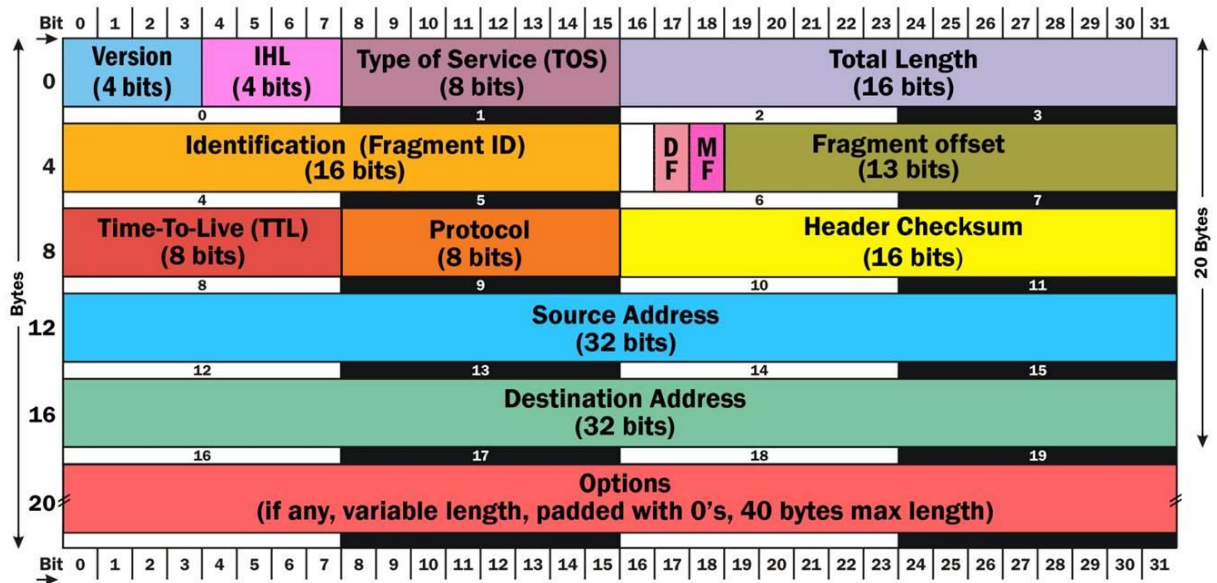 Bit 0 1 2 3 4 5 6 7 8 9 10 11 12 13 14 15 16 17 18 19 20 21 22 23 24 25 26 27 28 29 30 31
Version IHL Type of Service (TOS) Total Length
0 (4 bits) (4 bits) (8 bits) (16 bits)
0 1 2 3
Identification (Fragment ID) D M Fragment offset
4 (16 bits) F F (13 bits)
4 5 6 7
Time-To-Live (TTL) Protocol Header Checksum
8 (8 bits) (8 bits) (16 bits)
8 9 10 11
Bytes
20 Bytes
Source Address
12 (32 bits)
12 13 14 15
Destination Address
16 (32 bits)
16 17 18 19
Options
20 (if any, variable length, padded with 0's, 40 bytes max length)
Bit 0 1 2 3 4 5 6 7 8 9 10 11 12 13 14 15 16 17 18 19 20 21 22 23 24 25 26 27 28 29 30 31